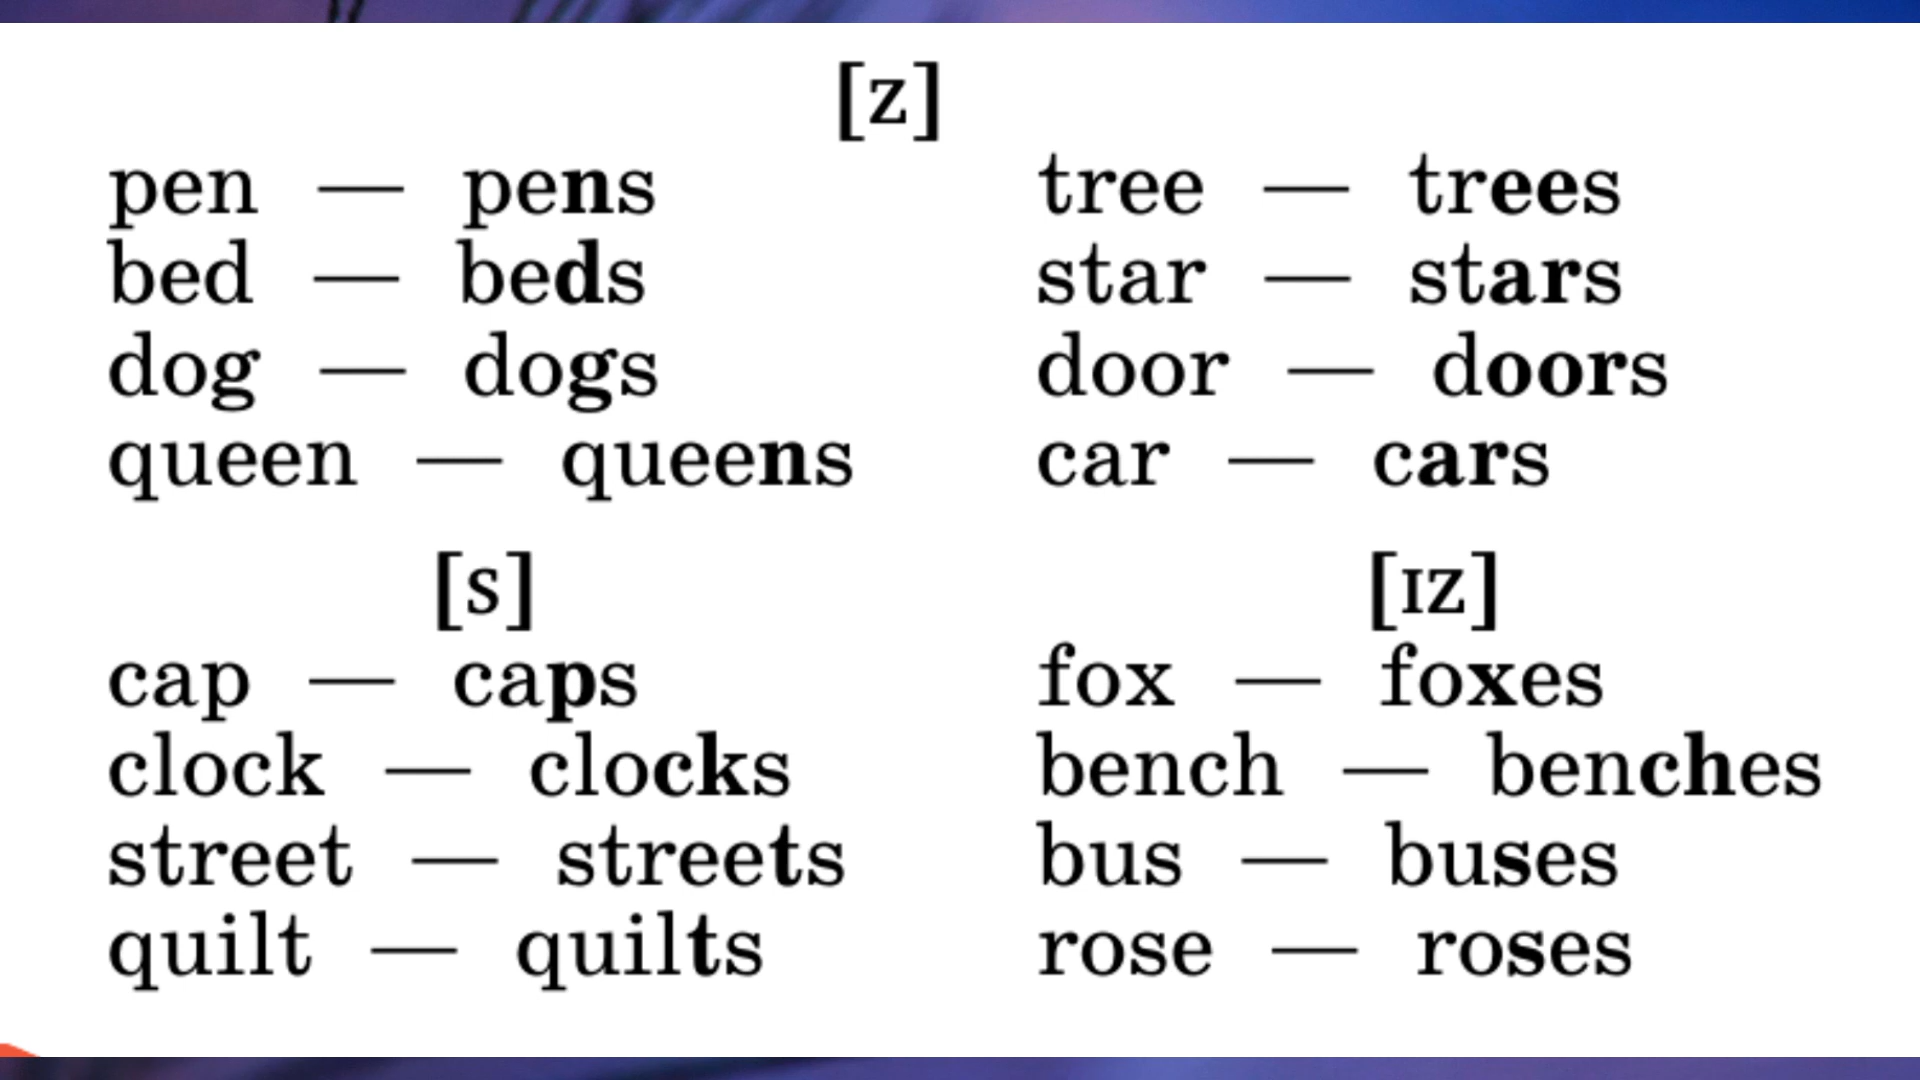 [z]
pen — pens tree — trees
bed — beds star — stars
dog — dogs door — doors
queen — queens car — cars
[s] [ɪz]
cap — caps fox — foxes
clock — clocks bench — benches
street — streets bus — buses
quilt — quilts rose — roses